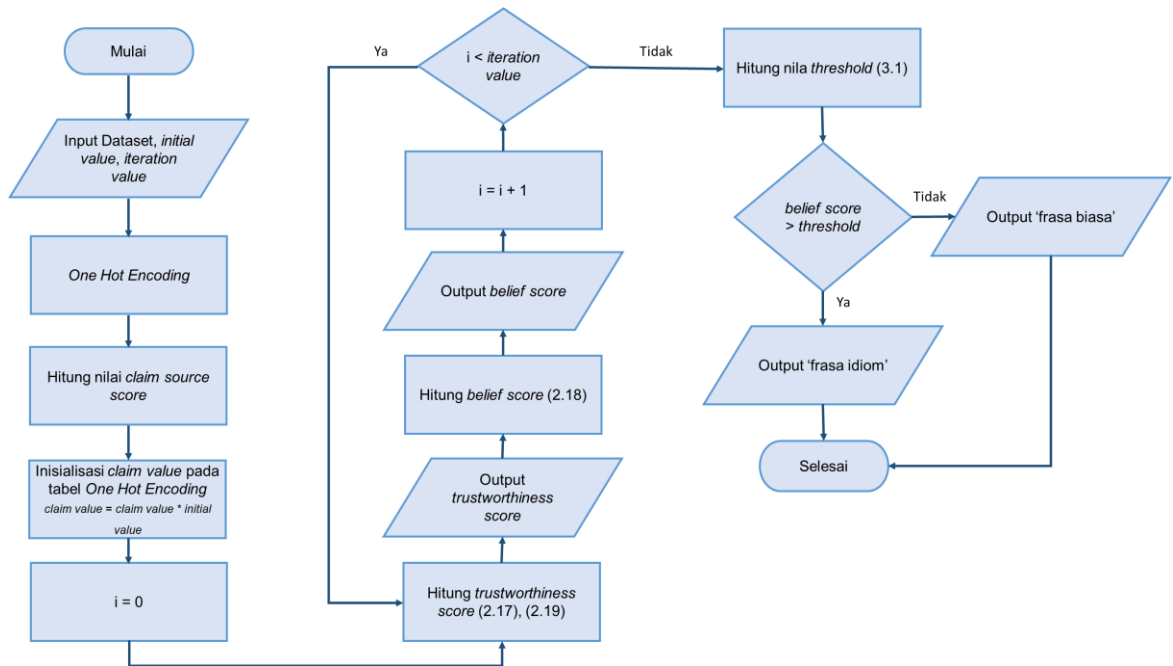 Mulai
Input Dataset, initial
value, iteration
value
One Hot Encoding
Hitung nilai claim source
score
Inisialisasi claim value pada
tabel One Hot Encoding
claim value = claim value * initial
value
i = 0
Ya
i < iteration
value
Tidak
i = i + 1
Output belief score
Hitung belief score (2.18)
Output
trustworthiness
score
Hitung trustworthiness
score (2.17), (2.19)
Hitung nila threshold (3.1)
belief score
> threshold
Tidak
Output ‘frasa biasa’
Ya
Output ‘frasa idiom’
Selesai